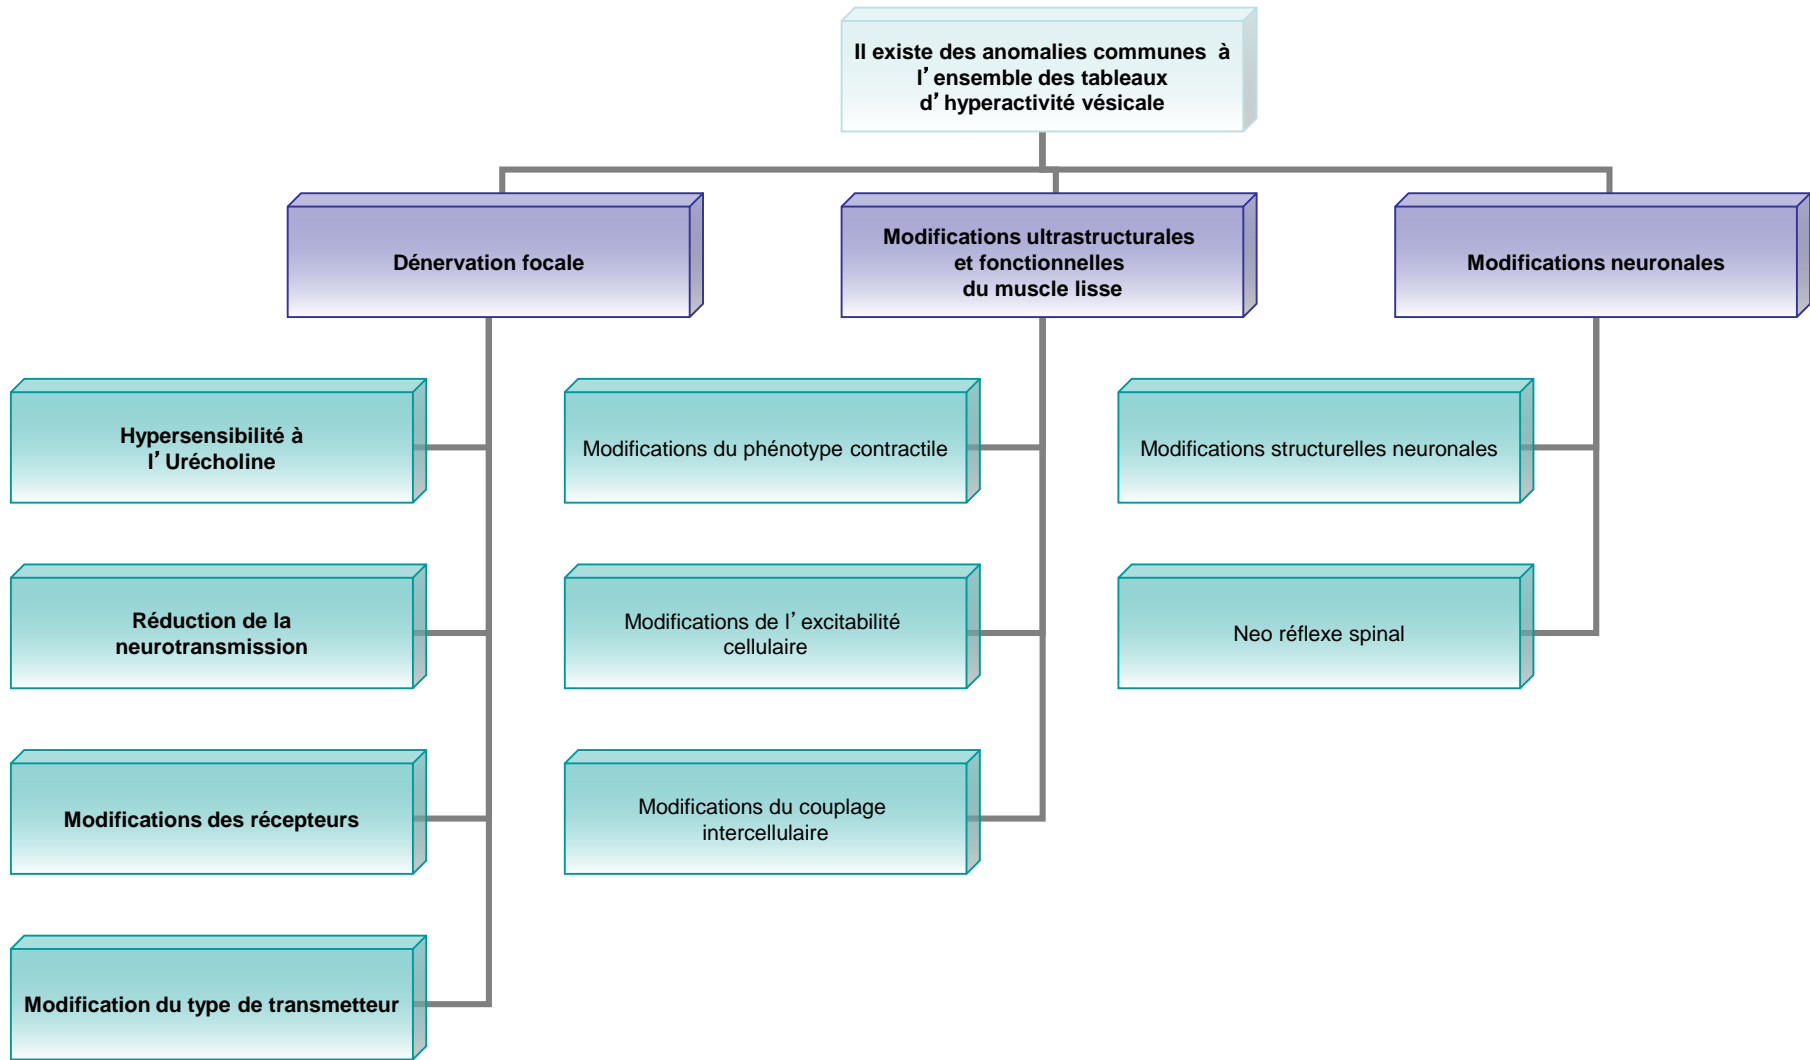 Il existe des anomalies communes à
l’ensemble des tableaux
d’hyperactivité vésicale
Dénervation focale
Modifications ultrastructurales
et fonctionnelles
du muscle lisse
Modifications neuronales
Hypersensibilité à
l’Urécholine
Modifications du phénotype contractile
Modifications structurelles neuronales
Réduction de la
neurotransmission
Modifications de l’excitabilité
cellulaire
Neo réflexe spinal
Modifications des récepteurs
Modifications du couplage
intercellulaire
Modification du type de transmetteur